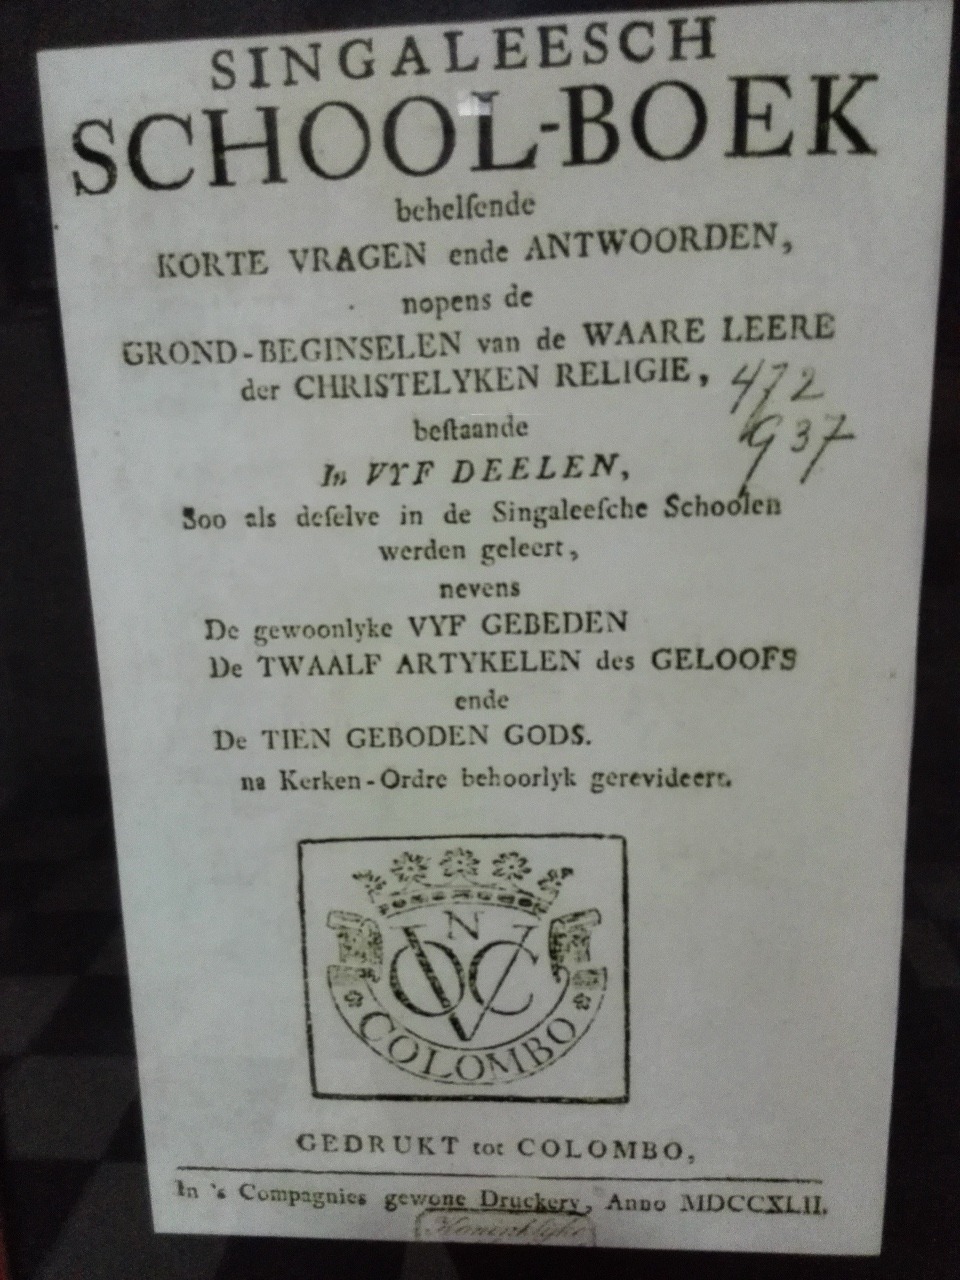 SINGALEESCH
SCHOOL-BOEK
behelſende
KORTE VRAGEN ende ANTWOORDEN,
nopens de
GROND-BEGINSELEN van de WAARE LEERE
der CHRISTELYKEN RELIGIE,
472
937
beſtaande
In VYF DEELEN,
Soo als deſelve in de Singaleeſche Schoolen
werden geleert,
nevens
De gewoonlyke VYF GEBEDEN
De TWAALF ARTYKELEN des GELOOFS
ende
De TIEN GEBODEN GODS.
na Kerken-Ordre behoorlyk gerevideert.
N
VOC
COLOMBO
GEDRUKT tot COLOMBO,
In 's Compagnies gewone Druckery, Anno MDCCXLII.
Koninklijke